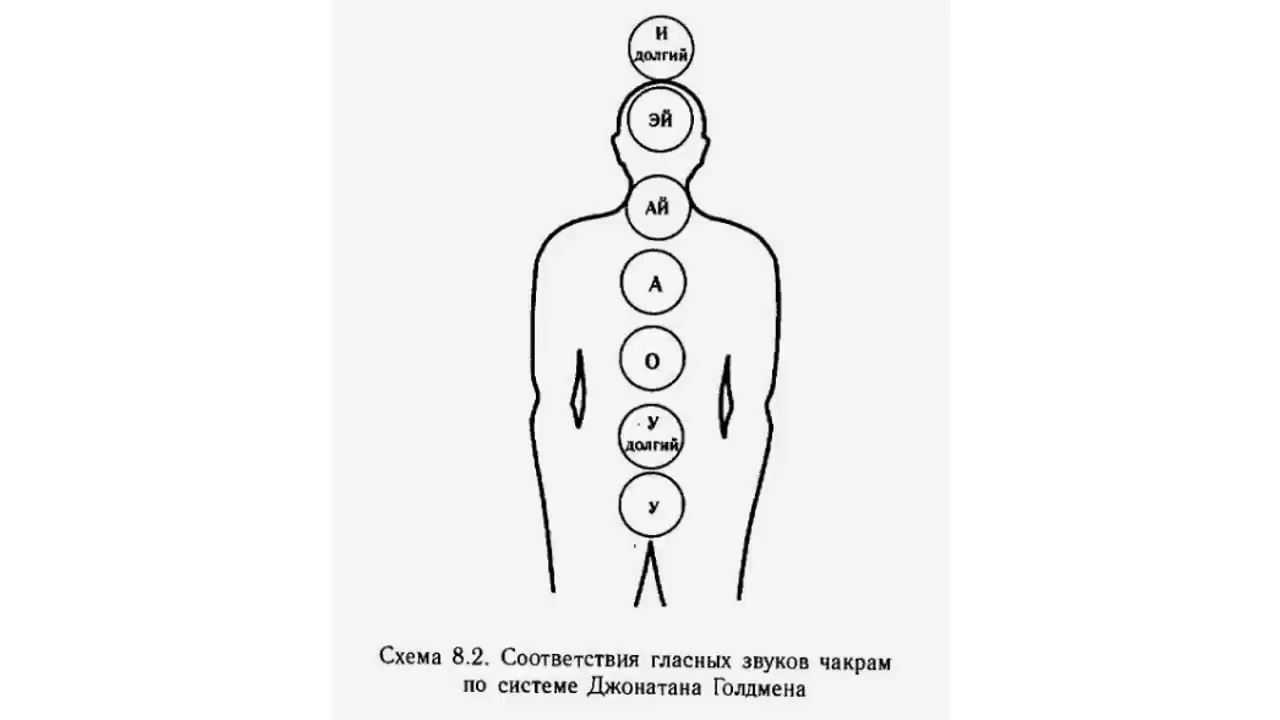 И
долгий
ЭЙ
АЙ
А
О
У
долгий
У
Схема 8.2. Соответствия гласных звуков чакрам
по системе Джонатана Голдмена